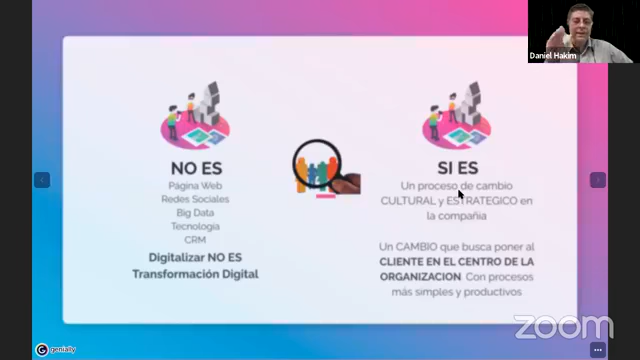 Daniel Hakim
NO ES
Página Web
Redes Sociales
Big Data
Tecnología
CRM
Digitalizar NO ES
Transformación Digital
SI ES
Un proceso de cambio
CULTURAL y ESTRATEGICO en
la compañia
Un CAMBIO que busca poner al
CLIENTE EN EL CENTRO DE LA
ORGANIZACION. Con procesos
más simples y productivos
genially
zoom